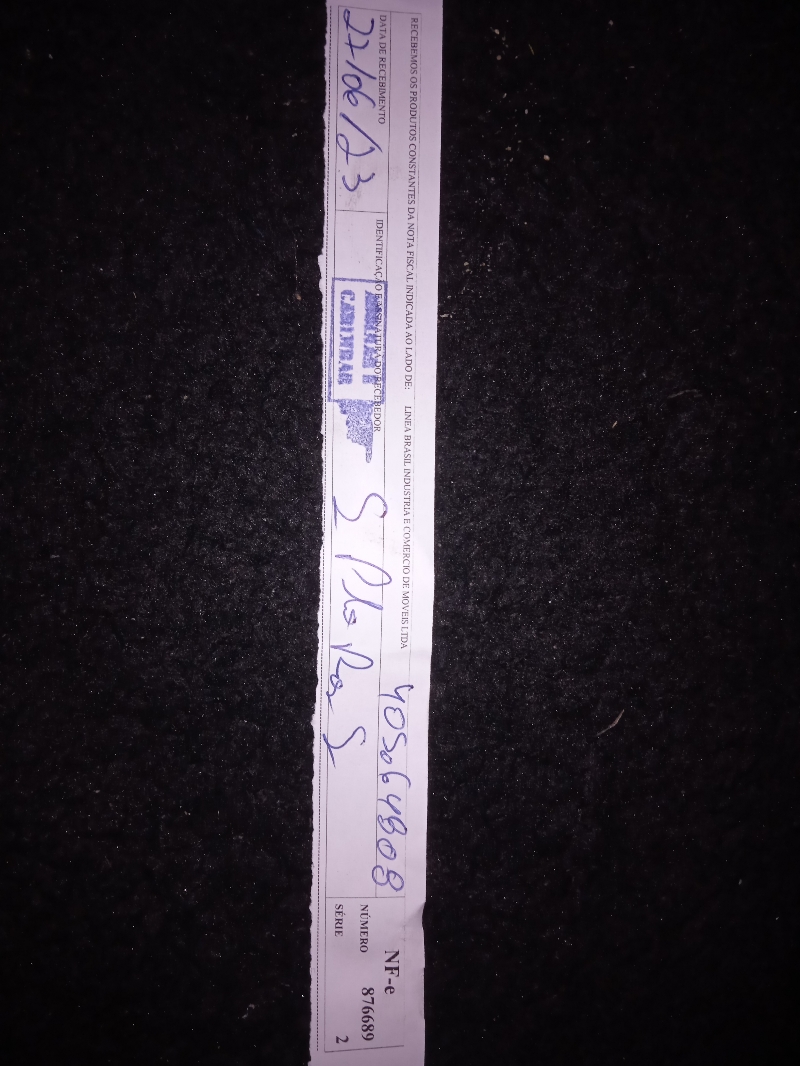 RECEBEMOS OS PRODUTOS CONSTANTES DA NOTA FISCAL INDICADA AO LADO DE: LINEA BRASIL INDUSTRIA E COMERCIO DE MOVEIS LTDA
DATA DE RECEBIMENTO
27/06/23
IDENTIFICAÇÃO E ASSINATURA DO RECEBEDOR
CARIMBAR
NF-e
NÚMERO 876689
SÉRIE 2